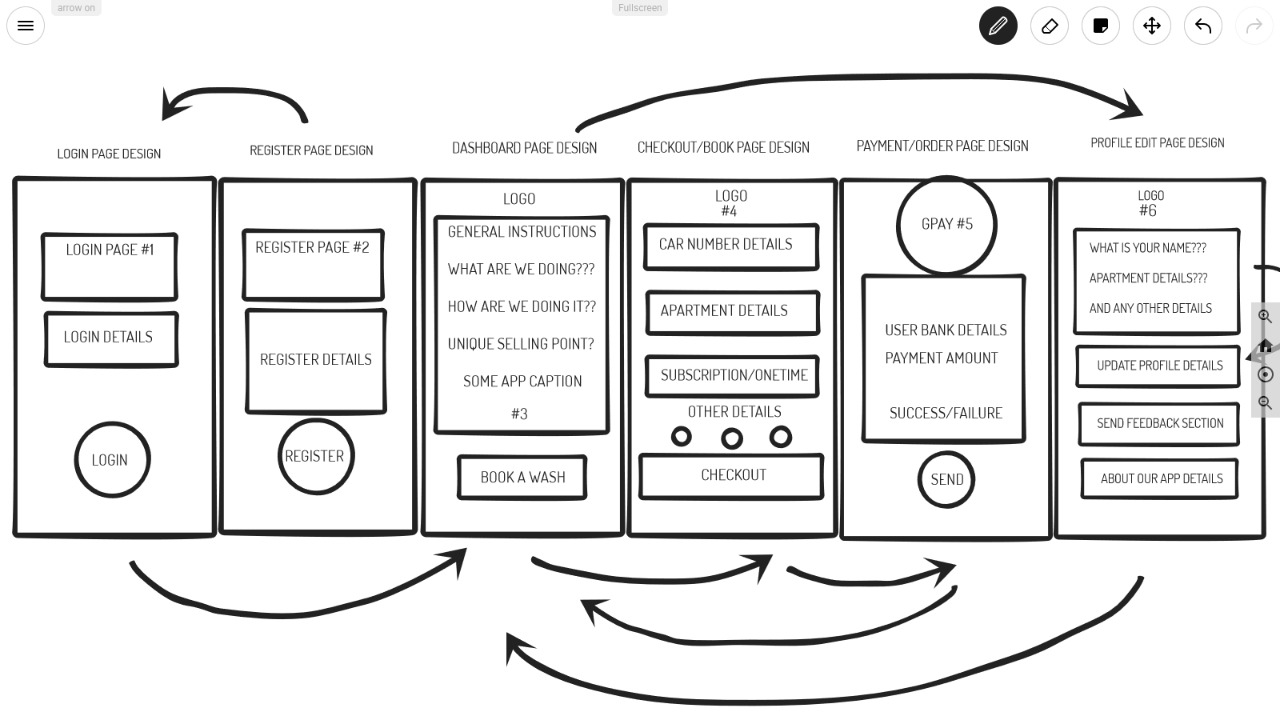 arrow on
Fullscreen
LOGIN PAGE DESIGN
REGISTER PAGE DESIGN
DASHBOARD PAGE DESIGN
CHECKOUT/BOOK PAGE DESIGN
PAYMENT/ORDER PAGE DESIGN
PROFILE EDIT PAGE DESIGN
LOGIN PAGE #1
LOGIN DETAILS
LOGIN
REGISTER PAGE #2
REGISTER DETAILS
REGISTER
LOGO
GENERAL INSTRUCTIONS
WHAT ARE WE DOING???
HOW ARE WE DOING IT??
UNIQUE SELLING POINT?
SOME APP CAPTION
#3
BOOK A WASH
LOGO
#4
CAR NUMBER DETAILS
APARTMENT DETAILS
SUBSCRIPTION/ONETIME
OTHER DETAILS
CHECKOUT
GPAY #5
USER BANK DETAILS
PAYMENT AMOUNT
SUCCESS/FAILURE
SEND
LOGO
#6
WHAT IS YOUR NAME???
APARTMENT DETAILS???
AND ANY OTHER DETAILS
UPDATE PROFILE DETAILS
SEND FEEDBACK SECTION
ABOUT OUR APP DETAILS